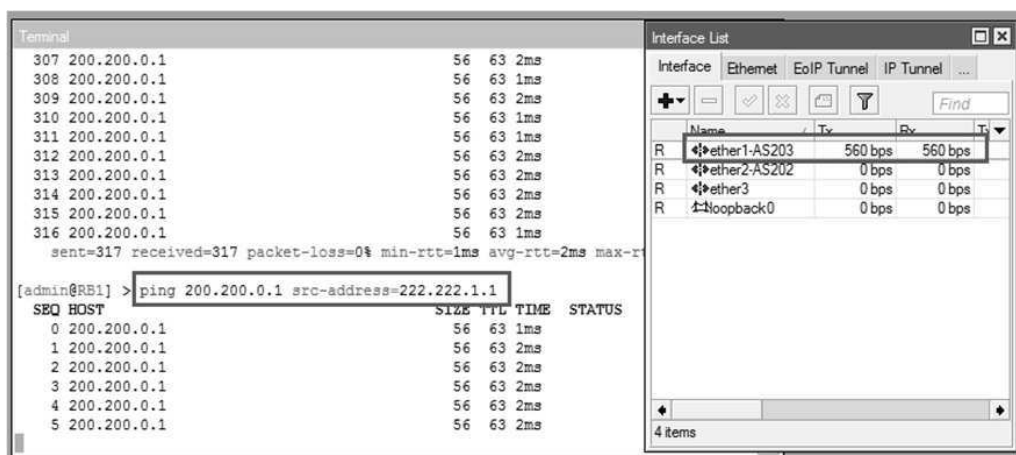 Terminal
307 200.200.0.1 56 63 2ms
308 200.200.0.1 56 63 1ms
309 200.200.0.1 56 63 2ms
310 200.200.0.1 56 63 1ms
311 200.200.0.1 56 63 1ms
312 200.200.0.1 56 63 2ms
313 200.200.0.1 56 63 2ms
314 200.200.0.1 56 63 2ms
315 200.200.0.1 56 63 2ms
316 200.200.0.1 56 63 1ms
sent=317 received=317 packet-loss=0% min-rtt=1ms avg-rtt=2ms
[admin@RB1] > ping 200.200.0.1 src-address=222.222.1.1
SEQ HOST SIZE TTL TIME STATUS
0 200.200.0.1 56 63 1ms
1 200.200.0.1 56 63 2ms
2 200.200.0.1 56 63 2ms
3 200.200.0.1 56 63 2ms
4 200.200.0.1 56 63 2ms
5 200.200.0.1 56 63 2ms
Interface List
Interface Ethernet EoIP Tunnel IP Tunnel ...
Find
Name Tx Rx
R ether1-AS203 560 bps 560 bps
R ether2-AS202 0 bps 0 bps
R ether3 0 bps 0 bps
R loopback0 0 bps 0 bps
4 items